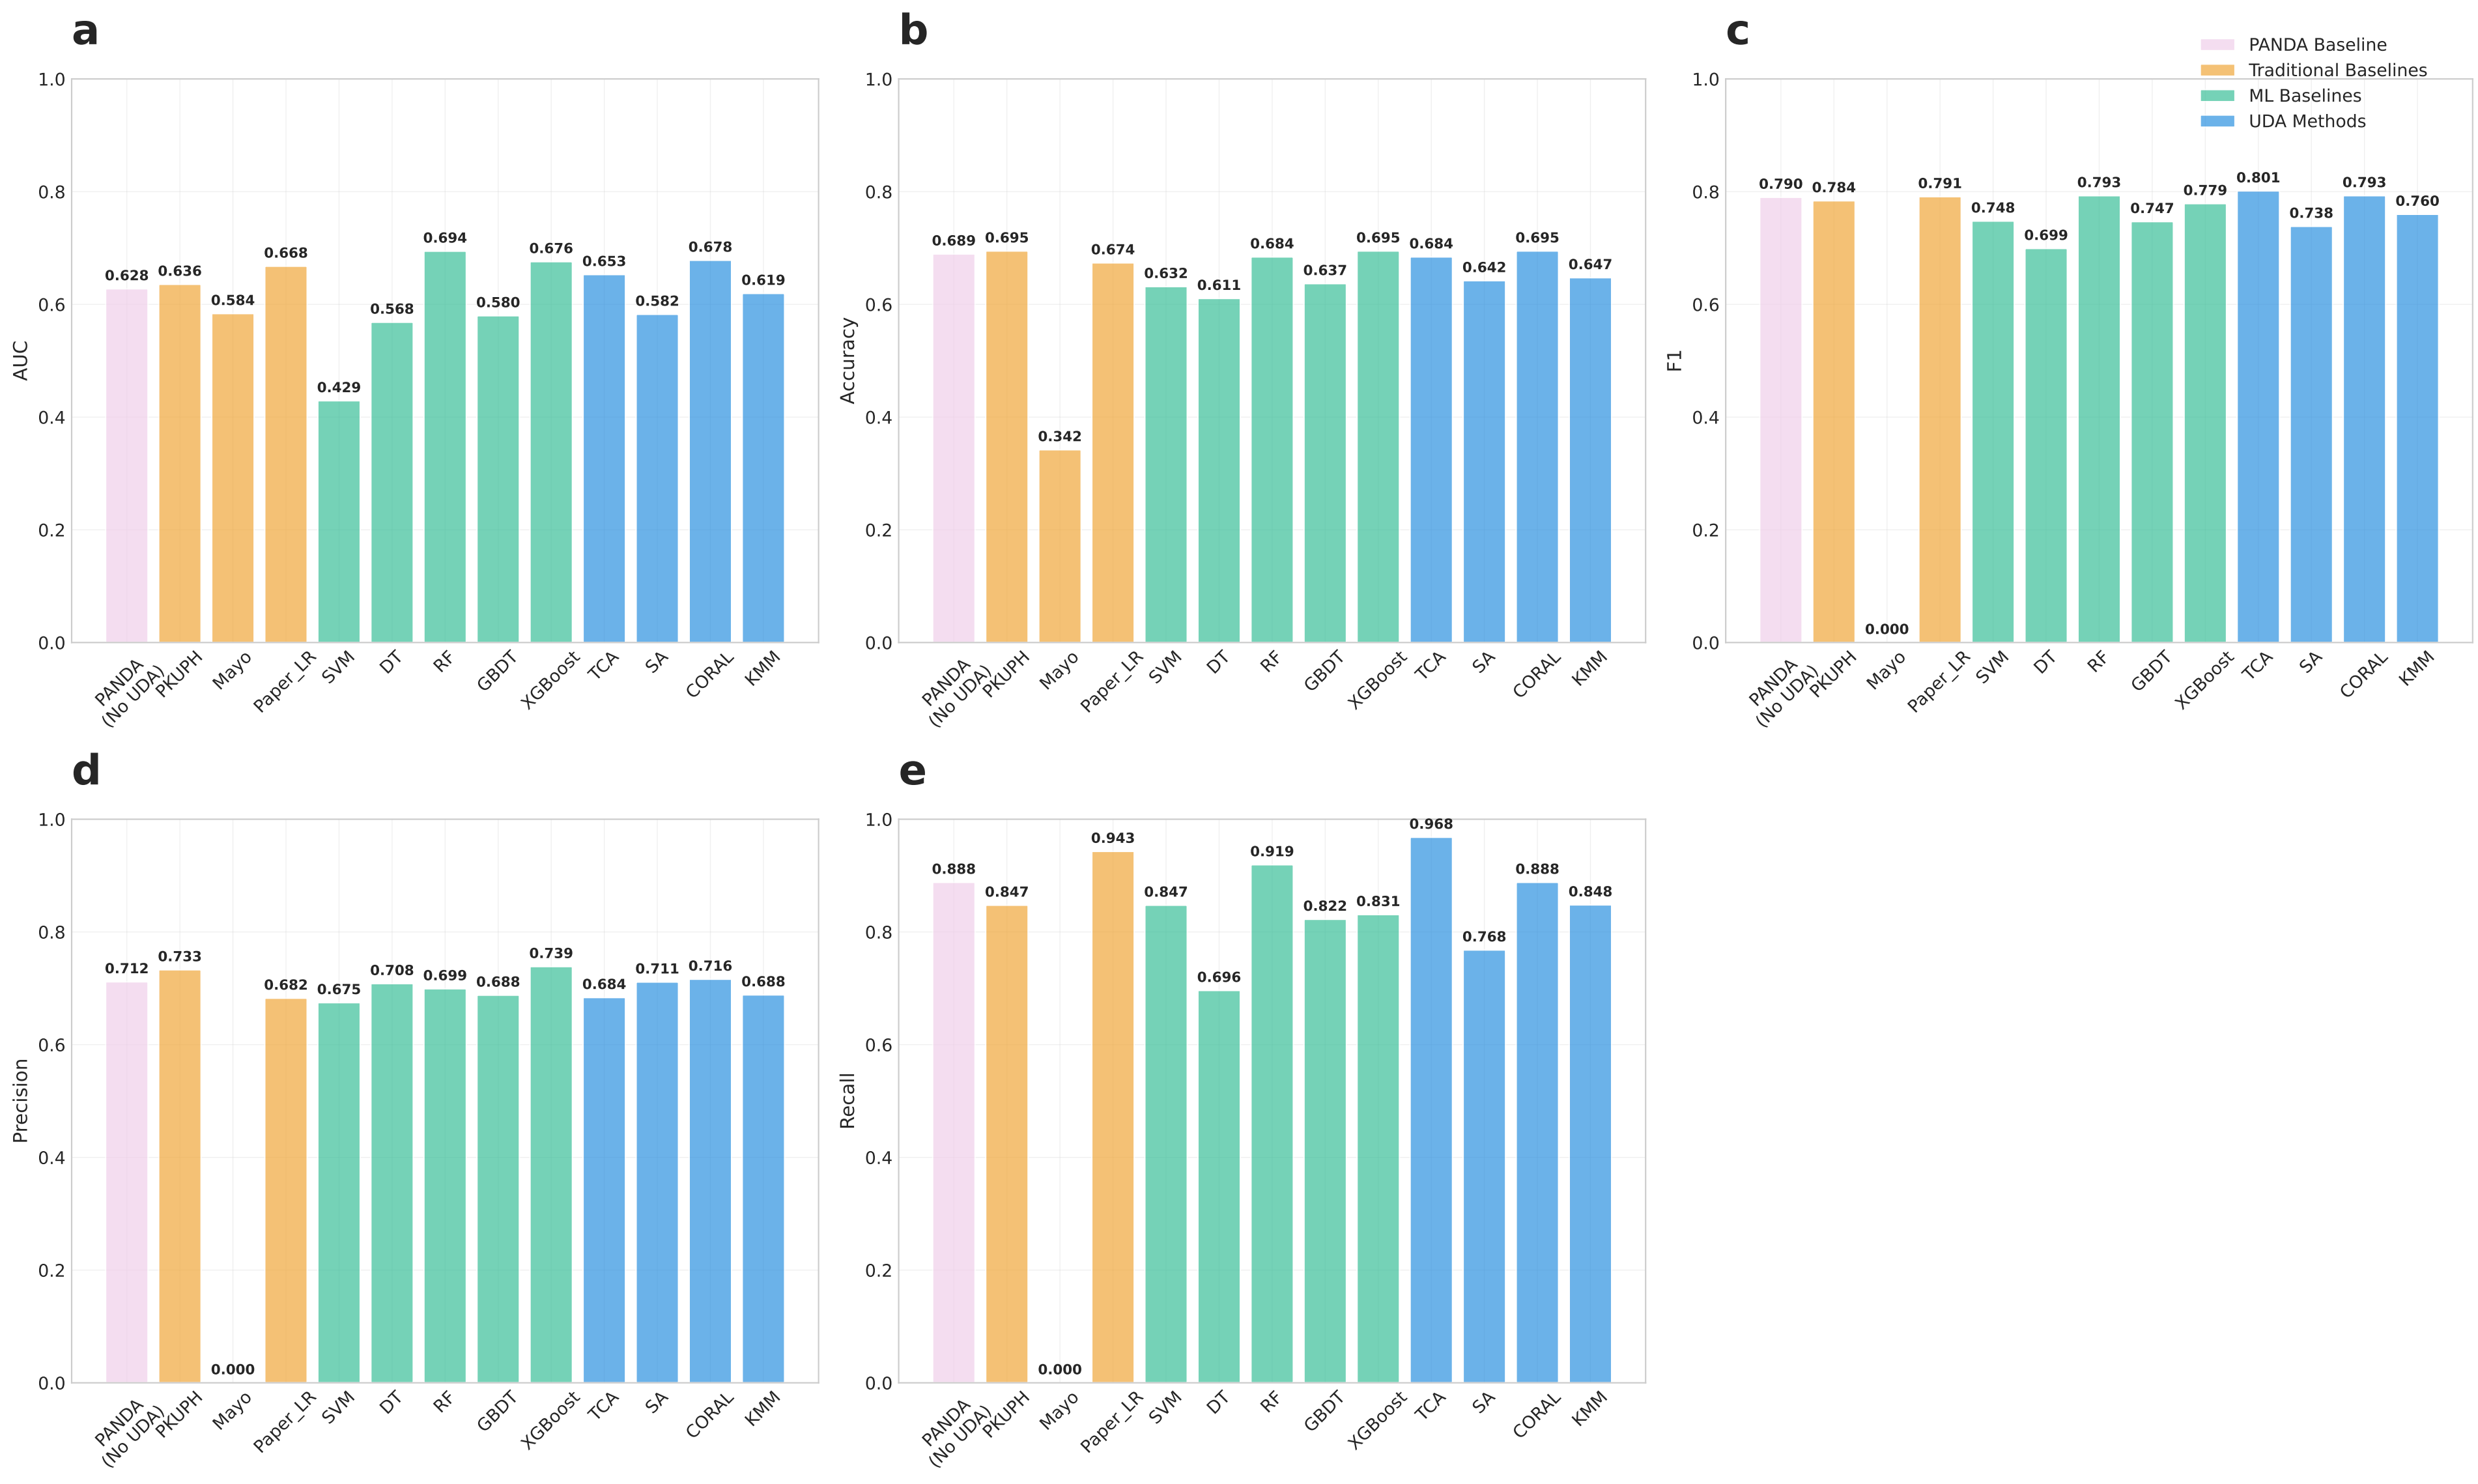 a
1.0
0.8
0.6
0.4
0.2
0.0
AUC
0.628
0.636
0.584
0.668
0.429
0.568
0.694
0.580
0.676
0.653
0.582
0.678
0.619
PANDA
(No UDA)
PKUPH
Mayo
Paper_LR
SVM
DT
RF
GBDT
XGBoost
TCA
SA
CORAL
KMM
b
1.0
0.8
0.6
0.4
0.2
0.0
Accuracy
0.689
0.695
0.342
0.674
0.632
0.611
0.684
0.637
0.695
0.684
0.642
0.695
0.647
PANDA
(No UDA)
PKUPH
Mayo
Paper_LR
SVM
DT
RF
GBDT
XGBoost
TCA
SA
CORAL
KMM
c
PANDA Baseline
Traditional Baselines
ML Baselines
UDA Methods
1.0
0.8
0.6
0.4
0.2
0.0
F1
0.790
0.784
0.000
0.791
0.748
0.699
0.793
0.747
0.779
0.801
0.738
0.793
0.760
PANDA
(No UDA)
PKUPH
Mayo
Paper_LR
SVM
DT
RF
GBDT
XGBoost
TCA
SA
CORAL
KMM
d
1.0
0.8
0.6
0.4
0.2
0.0
Precision
0.712
0.733
0.000
0.682
0.675
0.708
0.699
0.688
0.739
0.684
0.711
0.716
0.688
PANDA
(No UDA)
PKUPH
Mayo
Paper_LR
SVM
DT
RF
GBDT
XGBoost
TCA
SA
CORAL
KMM
e
1.0
0.8
0.6
0.4
0.2
0.0
Recall
0.888
0.847
0.000
0.943
0.847
0.696
0.919
0.822
0.831
0.968
0.768
0.888
0.848
PANDA
(No UDA)
PKUPH
Mayo
Paper_LR
SVM
DT
RF
GBDT
XGBoost
TCA
SA
CORAL
KMM